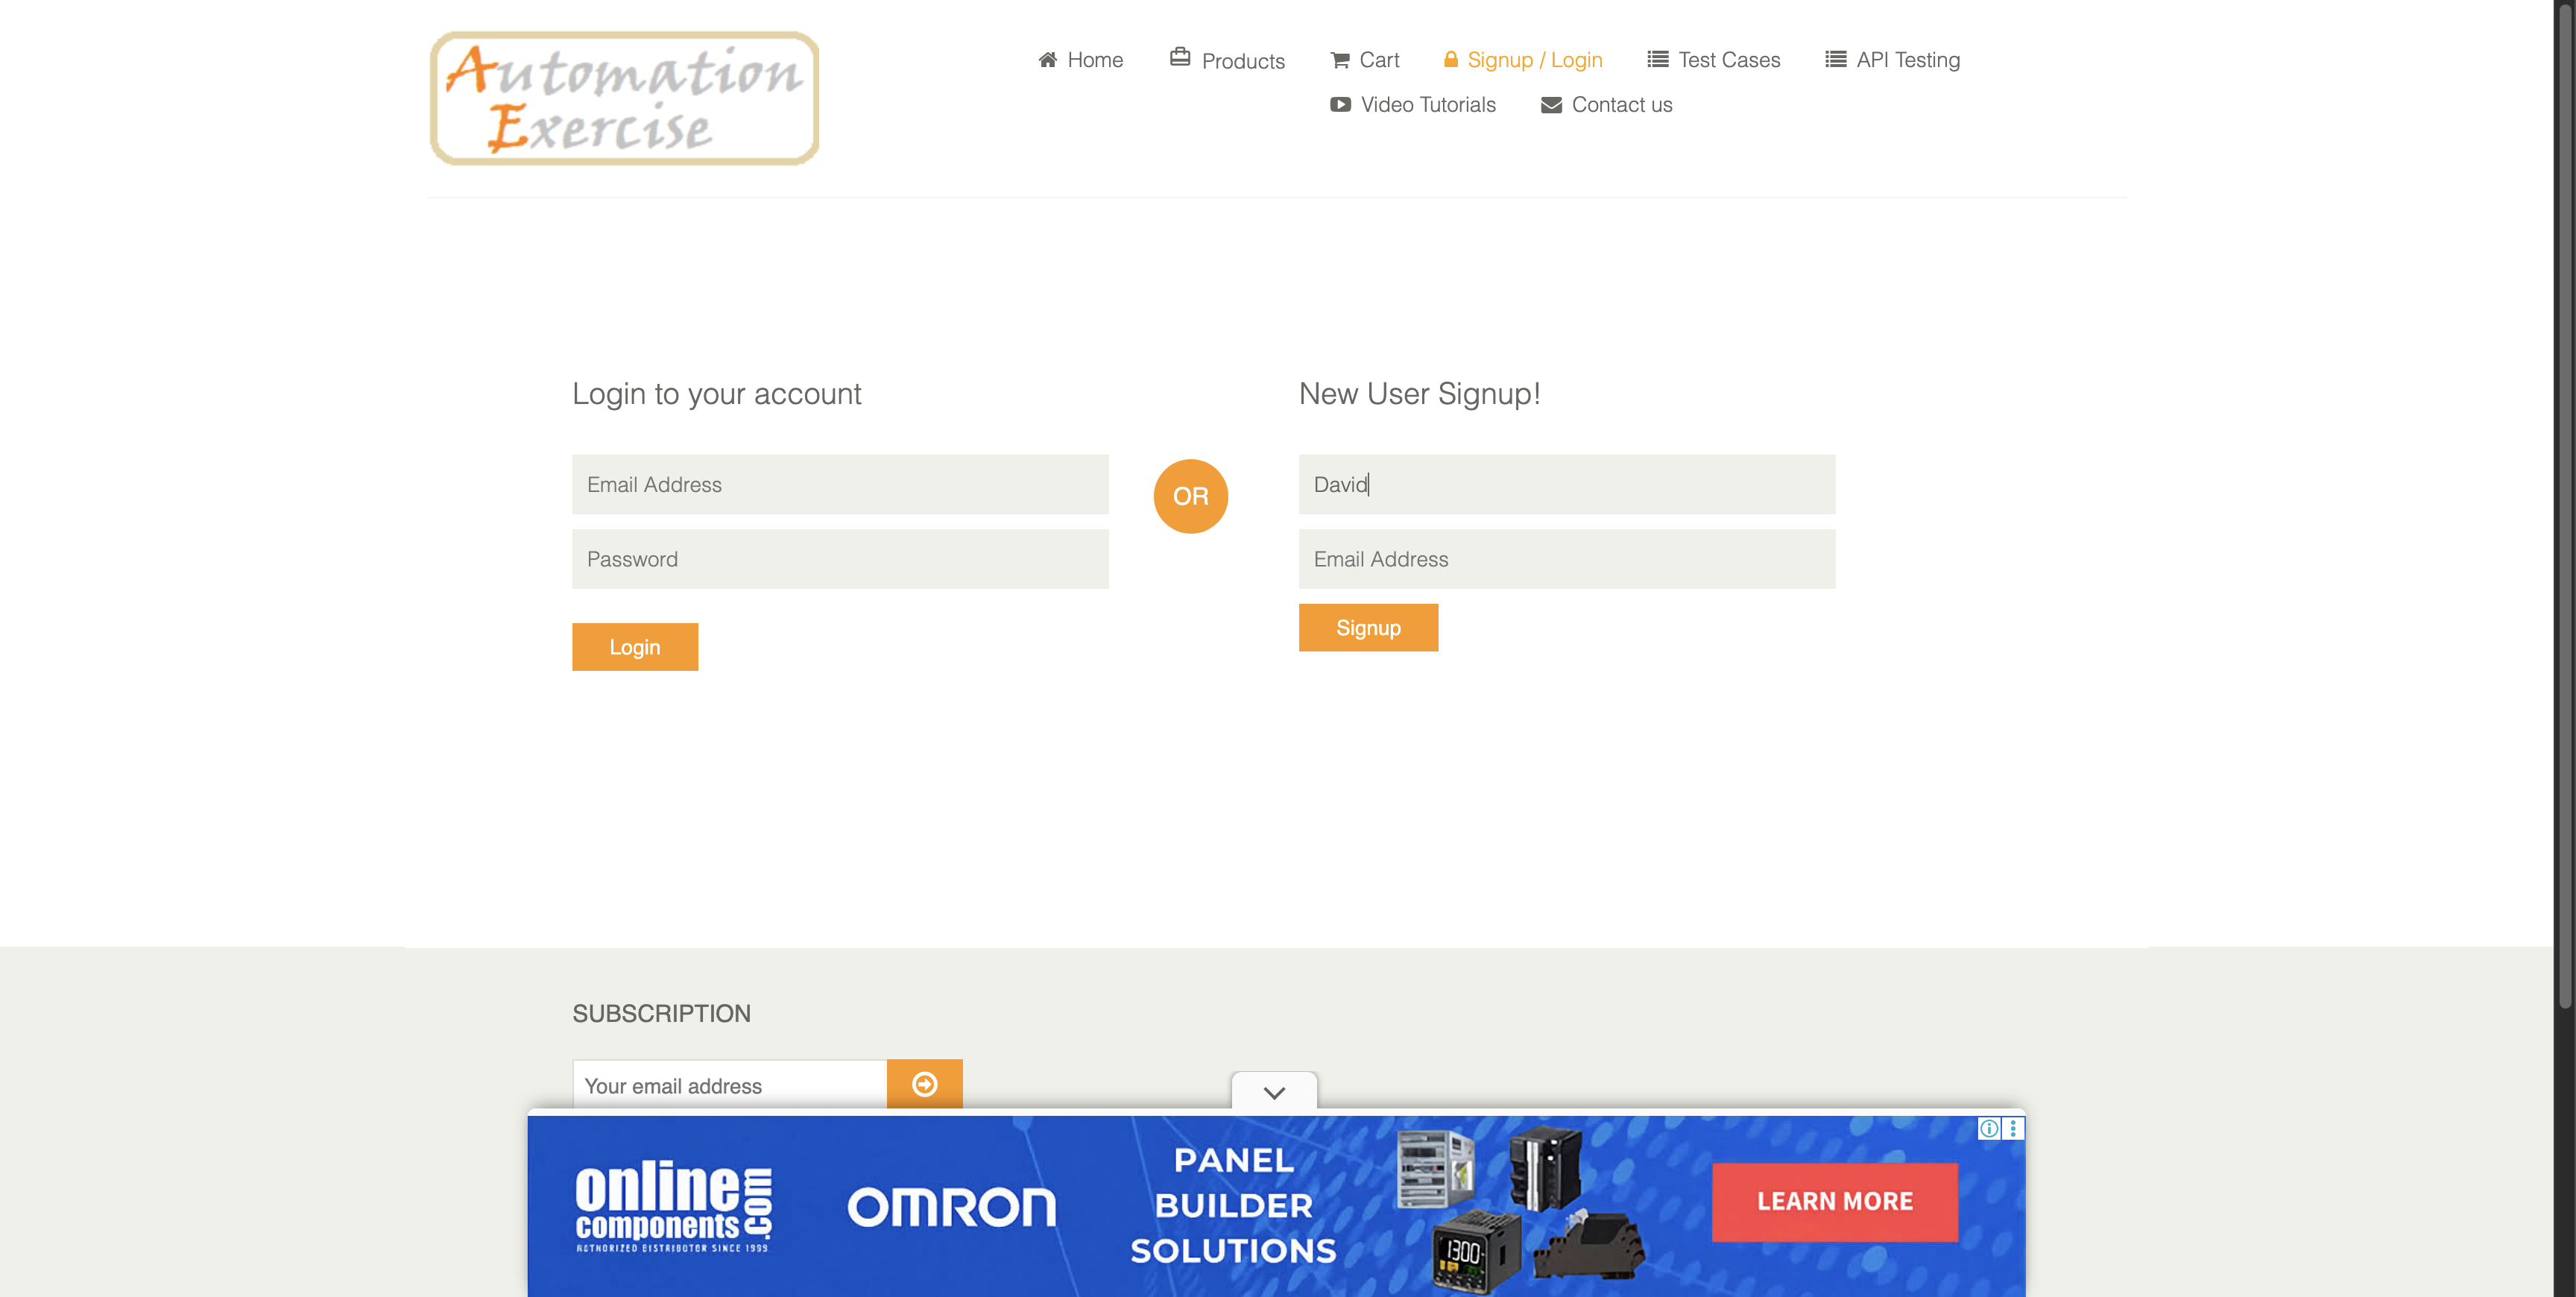 Automation
Exercise
Home
Products
Cart
Signup / Login
Test Cases
API Testing
Video Tutorials
Contact us
Login to your account
Email Address
Password
Login
OR
New User Signup!
David
Email Address
Signup
SUBSCRIPTION
Your email address
online
components
.com
AUTHORIZED DISTRIBUTOR SINCE 1999
OMRON
PANEL
BUILDER
SOLUTIONS
1300
LEARN MORE